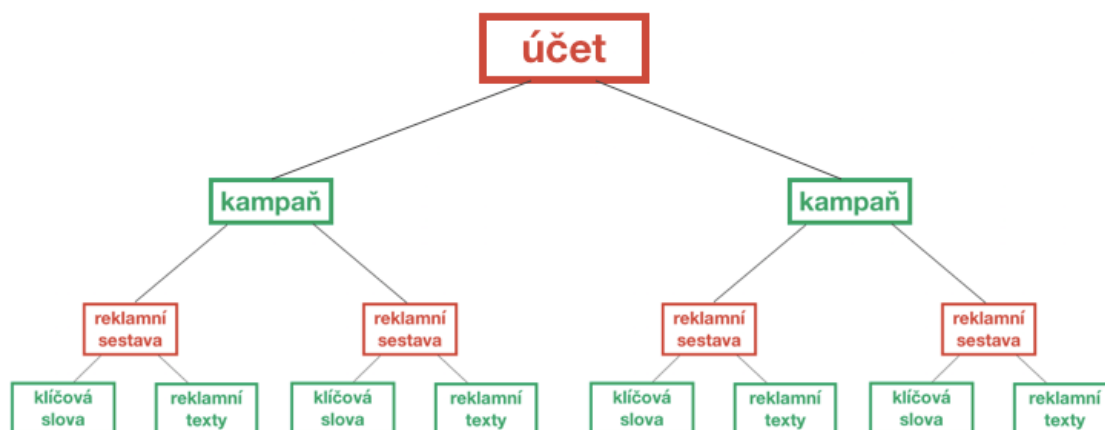 účet
kampaň
kampaň
reklamní
sestava
reklamní
sestava
reklamní
sestava
reklamní
sestava
klíčová
slova
reklamní
texty
klíčová
slova
reklamní
texty
klíčová
slova
reklamní
texty
klíčová
slova
reklamní
texty